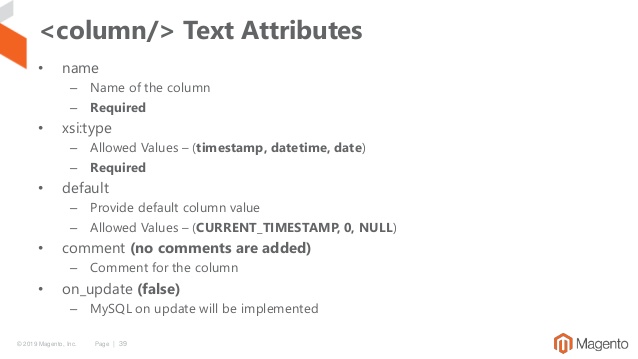 <column/> Text Attributes
• name
– Name of the column
– Required
• xsi:type
– Allowed Values – (timestamp, datetime, date)
– Required
• default
– Provide default column value
– Allowed Values – (CURRENT_TIMESTAMP, 0, NULL)
• comment (no comments are added)
– Comment for the column
• on_update (false)
– MySQL on update will be implemented
© 2019 Magento, Inc. Page | 39
Magento